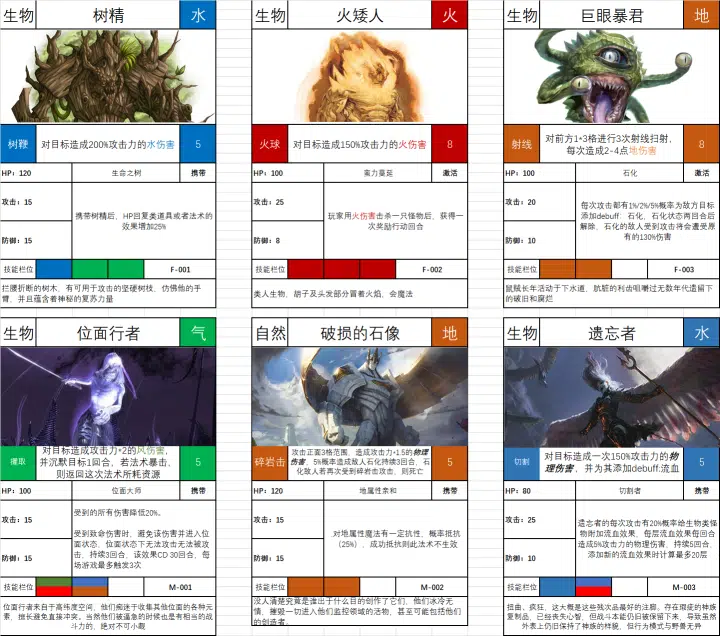 生物 树精 水
树鞭 对目标造成200%攻击力的水伤害 5
HP: 120 生命之树 携带
攻击: 15
携带树精后，HP回复类道具或者法术的
效果增加25%
防御: 15
技能栏位 F-001
拦腰折断的树木，有可用于攻击的坚硬树枝，仿佛他的手
臂，并且蕴含着神秘的复苏力量
生物 火矮人 火
火球 对目标造成150%攻击力的火伤害 8
HP: 100 蛮力蔓延 激活
攻击: 25
玩家用火伤害击杀一只怪物后，获得一
次奖励行动回合
防御: 8
技能栏位 F-002
类人生物，胡子及头发部分冒着火焰，会魔法
生物 巨眼暴君 地
射线 对前方1*3格进行3次射线扫射，
每次造成2-4点地伤害 8
HP: 100 石化 激活
攻击: 20
每次攻击都有1%/2%/5%概率为敌方目标
添加debuff：石化，石化状态两回合后
解除，石化的敌人受到攻击将会遭受原
有的130%伤害
防御: 10
技能栏位 F-003
鼠贼长年活动于下水道，肮脏的利齿咀嚼过无数年代遗留下
的破旧和腐烂
生物 位面行者 气
挪取 对目标造成攻击力*2的风伤害，
并沉默目标1回合，若法术暴击，
则返回这次法术所耗资源 5
HP: 100 位面大师 携带
攻击: 15
受到的所有伤害降低20%。
受到致命伤害时，避免该伤害并进入位
面状态，位面状态下无法攻击无法被攻
击，持续3回合，该效果CD 30回合，每
场游戏最多触发3次
防御: 15
技能栏位 M-001
位面行者来自于高纬度空间，他们痴迷于收集其他位面的各种元
素，擅长避免直接冲突。当然他们被逼急的时候也是有相当的战
斗力的，绝对不可小觑
自然 破损的石像 地
碎岩击 攻击正面3格范围，造成攻击力*1.5的物理
伤害，5%概率造成敌人石化持续3回合，石
化敌人若再次受到碎岩击攻击，则死亡 5
HP: 120 地属性亲和 携带
攻击: 15
对地属性魔法有一定抗性，概率抵抗
（25%），成功抵抗则此法术不生效
防御: 15
技能栏位 M-002
没人清楚究竟是谁出于什么目的创作了它们，他们冰冷无
情，摧毁一切进入他们监控领域的活物，甚至可能包括他们
的创造者。
生物 遗忘者 水
切割 对目标造成一次150%攻击力的物
理伤害，并为其添加debuff:流血 5
HP: 80 切割者 携带
攻击: 25
遗忘者的每次攻击有20%概率给生物类怪
物附加流血效果，每层流血效果每回合
造成5%攻击力的物理伤害，持续5回合，
添加新的流血效果时计算最多20层
防御: 10
技能栏位 M-003
扭曲、疯狂，这大概是这些残次品最好的注脚。存在瑕疵的神族
复制品，已经丧失心智，但战斗本能仍旧被保留下来，导致虽然
外表上仍旧保持了神族的样貌，但行为模式与野兽无异